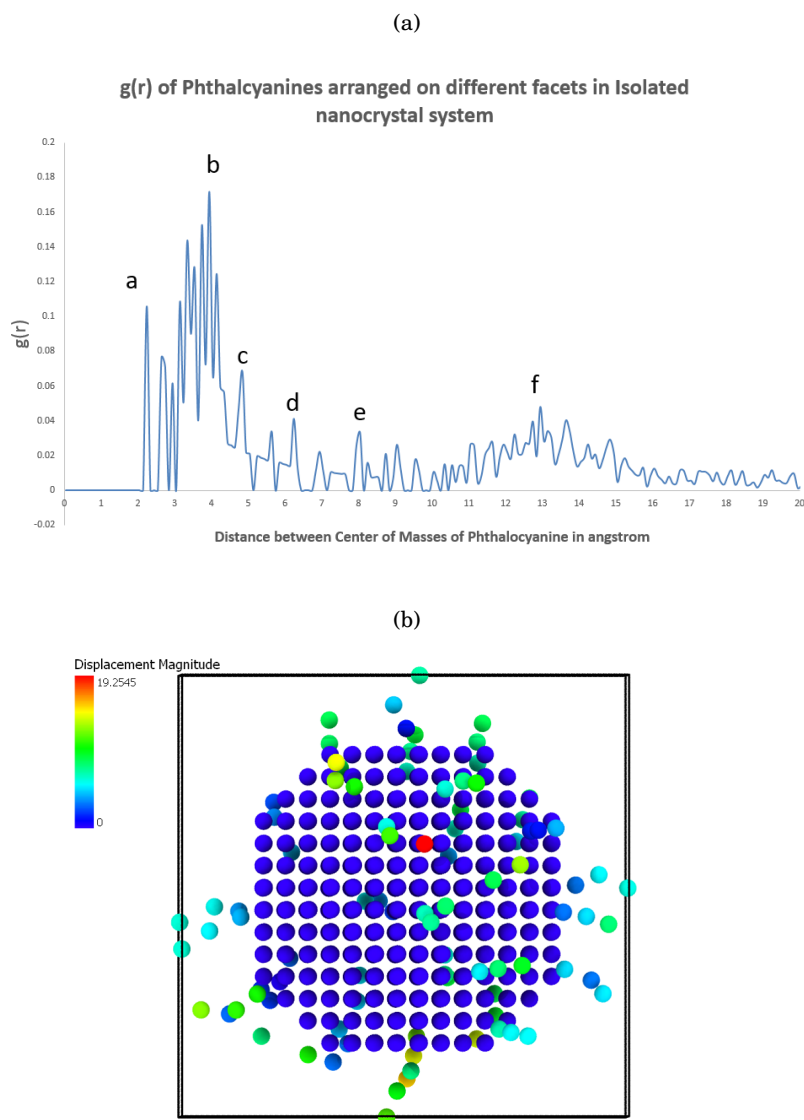 (a)
g(r) of Phthalcyanines arranged on different facets in Isolated
nanocrystal system
0.2
0.18
0.16
0.14
0.12
0.1
0.08
0.06
0.04
0.02
0
-0.02
g(r)
a
b
c
d
e
f
0 1 2 3 4 5 6 7 8 9 10 11 12 13 14 15 16 17 18 19 20
Distance between Center of Masses of Phthalocyanine in angstrom
(b)
Displacement Magnitude
19.2545
0